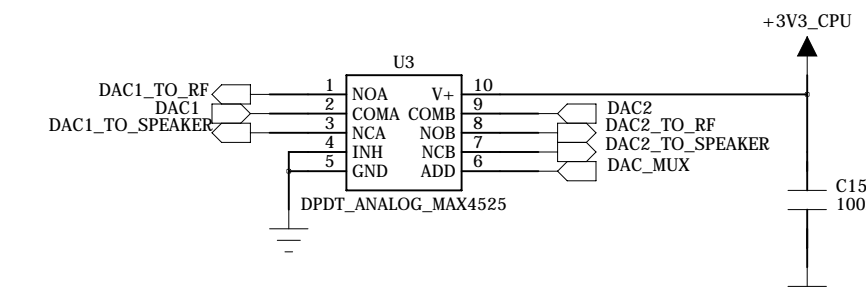 +3V3_CPU
U3
DAC1_TO_RF 1 NOA V+ 10
DAC1 2 COMA COMB 9 DAC2
DAC1_TO_SPEAKER 3 NCA NOB 8 DAC2_TO_RF
4 INH NCB 7 DAC2_TO_SPEAKER
5 GND ADD 6 DAC_MUX
DPDT_ANALOG_MAX4525
C15
100